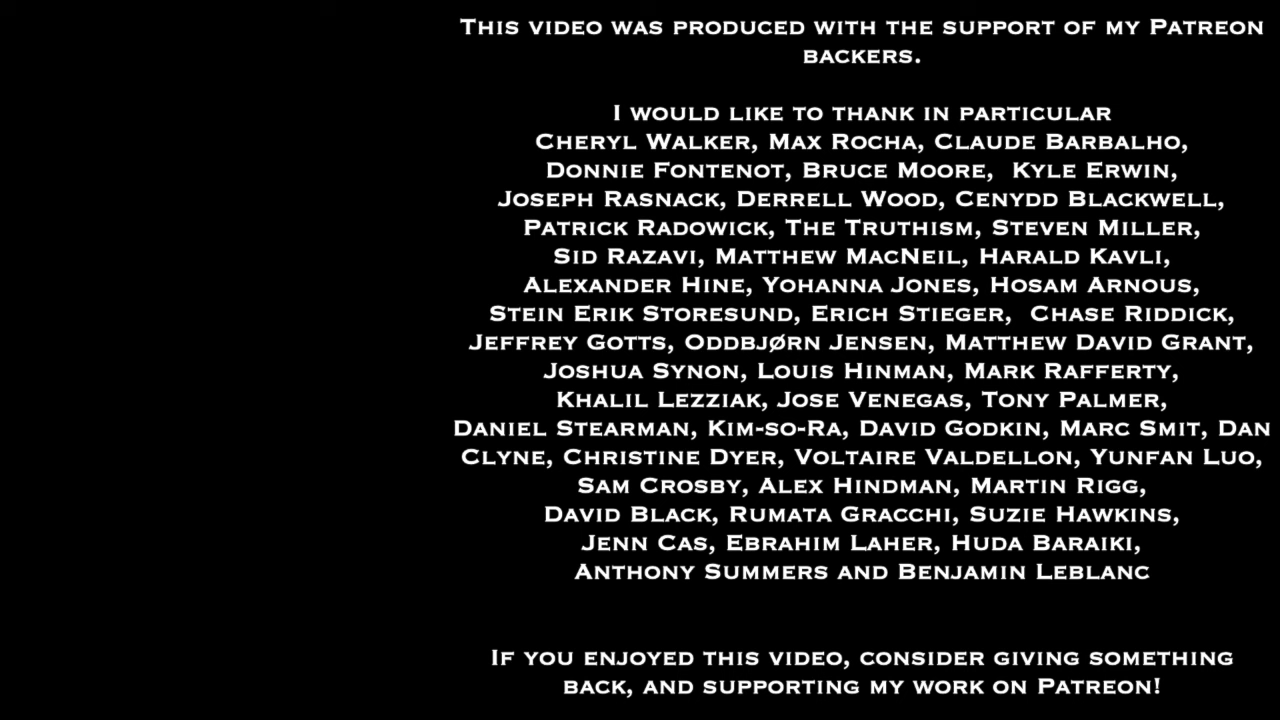 This video was produced with the support of my Patreon
backers.
I would like to thank in particular
Cheryl Walker, Max Rocha, Claude Barbalho,
Donnie Fontenot, Bruce Moore,  Kyle Erwin,
Joseph Rasnack, Derrell Wood, Cenydd Blackwell,
Patrick Radowick, The Truthism, Steven Miller,
Sid Razavi, Matthew MacNeil, Harald Kavli,
Alexander Hine, Yohanna Jones, Hosam Arnous,
Stein Erik Storesund, Erich Stieger,  Chase Riddick,
Jeffrey Gotts, Oddbjørn Jensen, Matthew David Grant,
Joshua Synon, Louis Hinman, Mark Rafferty,
Khalil Lezziak, Jose Venegas, Tony Palmer,
Daniel Stearman, Kim-so-Ra, David Godkin, Marc Smit, Dan
Clyne, Christine Dyer, Voltaire Valdellon, Yunfan Luo,
Sam Crosby, Alex Hindman, Martin Rigg,
David Black, Rumata Gracchi, Suzie Hawkins,
Jenn Cas, Ebrahim Laher, Huda Baraiki,
Anthony Summers and Benjamin Leblanc
If you enjoyed this video, consider giving something
back, and supporting my work on Patreon!